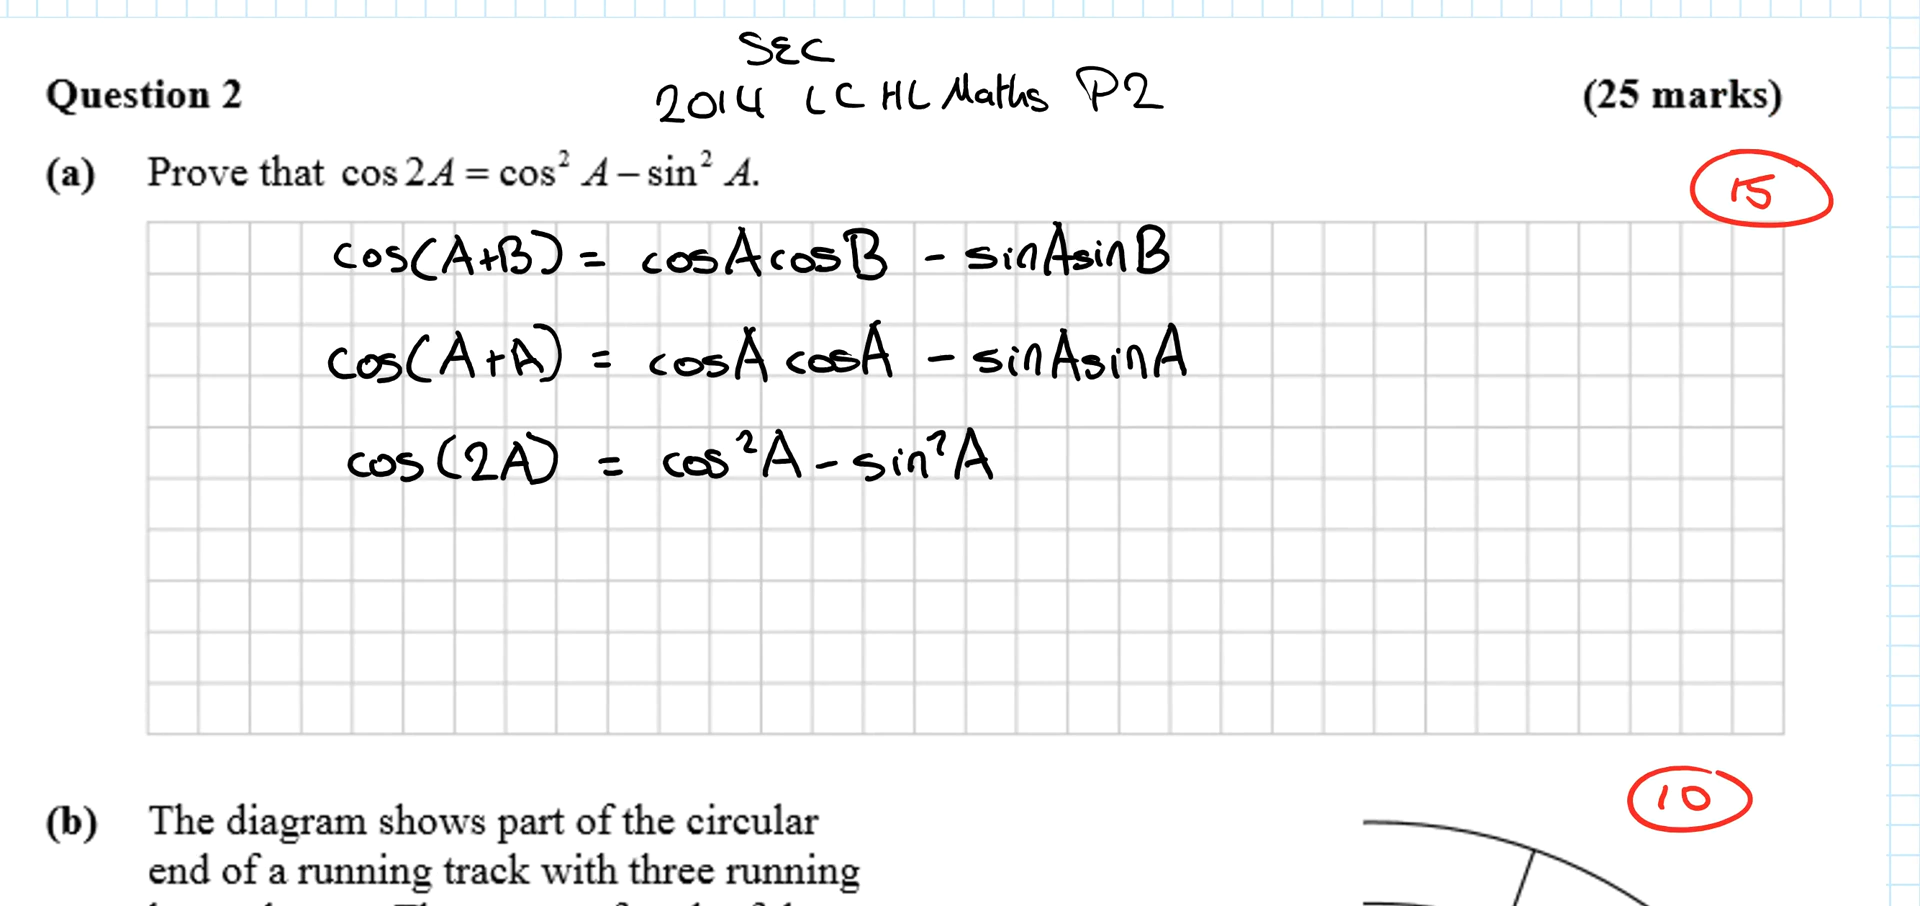 SEC
2014 LC HL Maths P2
Question 2 (25 marks)
(a) Prove that cos 2A = cos² A − sin² A.
15
cos(A+B) = cosAcosB - sinAsinB
cos(A+A) = cosA cosA - sinAsinA
cos(2A) = cos²A - sin²A
10
(b) The diagram shows part of the circular
end of a running track with three running